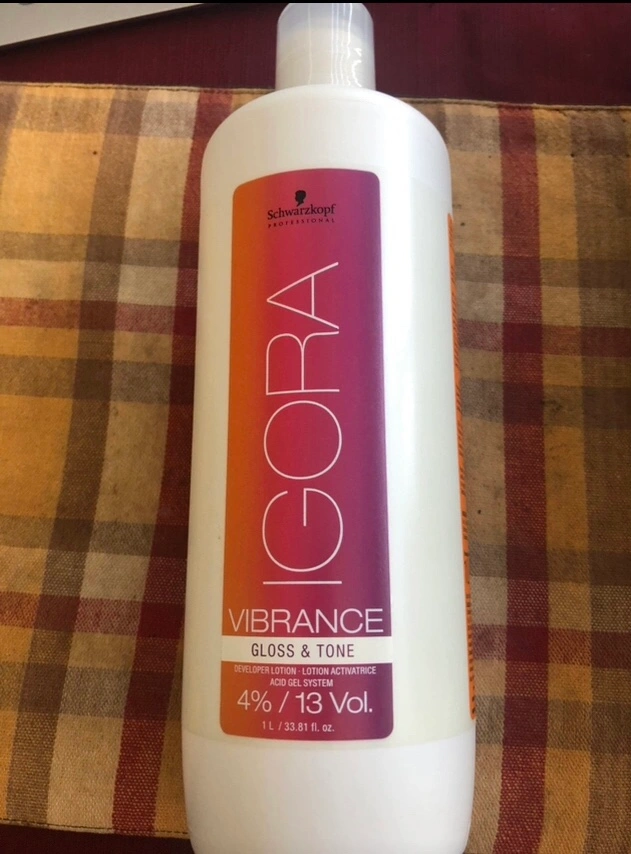 Schwarzkopf
PROFESSIONAL
IGORA
VIBRANCE
GLOSS & TONE
DEVELOPER LOTION · LOTION ACTIVATRICE
ACID GEL SYSTEM
4% / 13 Vol.
1 L / 33.81 fl. oz.